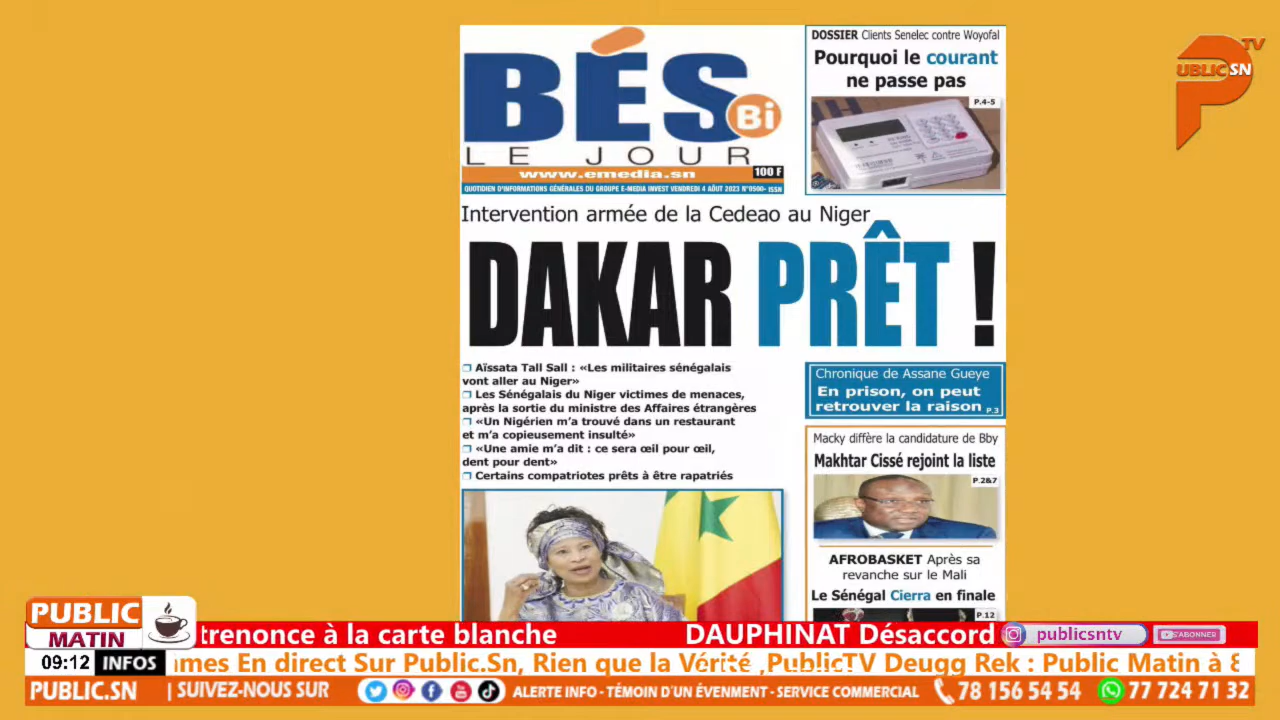 BÉS Bi
LE JOUR
www.emedia.sn
100 F
QUOTIDIEN D'INFORMATIONS GÉNÉRALES DU GROUPE E-MEDIA INVEST VENDREDI 4 AÔUT 2023 N°0500- ISSN
DOSSIER Clients Senelec contre Woyofal
Pourquoi le courant
ne passe pas
P.4-5
TV
PUBLIC SN
Intervention armée de la Cedeao au Niger
DAKAR PRÊT !
Aïssata Tall Sall : «Les militaires sénégalais
vont aller au Niger»
Les Sénégalais du Niger victimes de menaces,
après la sortie du ministre des Affaires étrangères
«Un Nigérien m'a trouvé dans un restaurant
et m'a copieusement insulté»
«Une amie m'a dit : ce sera œil pour œil,
dent pour dent»
Certains compatriotes prêts à être rapatriés
Chronique de Assane Gueye
En prison, on peut
retrouver la raison P.3
Macky diffère la candidature de Bby
Makhtar Cissé rejoint la liste
P.2&7
AFROBASKET Après sa
revanche sur le Mali
Le Sénégal Cierra en finale
P.12
PUBLIC
MATIN
trenonce à la carte blanche DAUPHINAT Désaccord
publicsntv
S'ABONNER
09:12 INFOS
mes En direct Sur Public.Sn, Rien que la Vérité ,PublicTV Deugg Rek : Public Matin à 8
PUBLIC.SN | SUIVEZ-NOUS SUR
ALERTE INFO - TÉMOIN D'UN ÉVENMENT - SERVICE COMMERCIAL
78 156 54 54
77 724 71 32